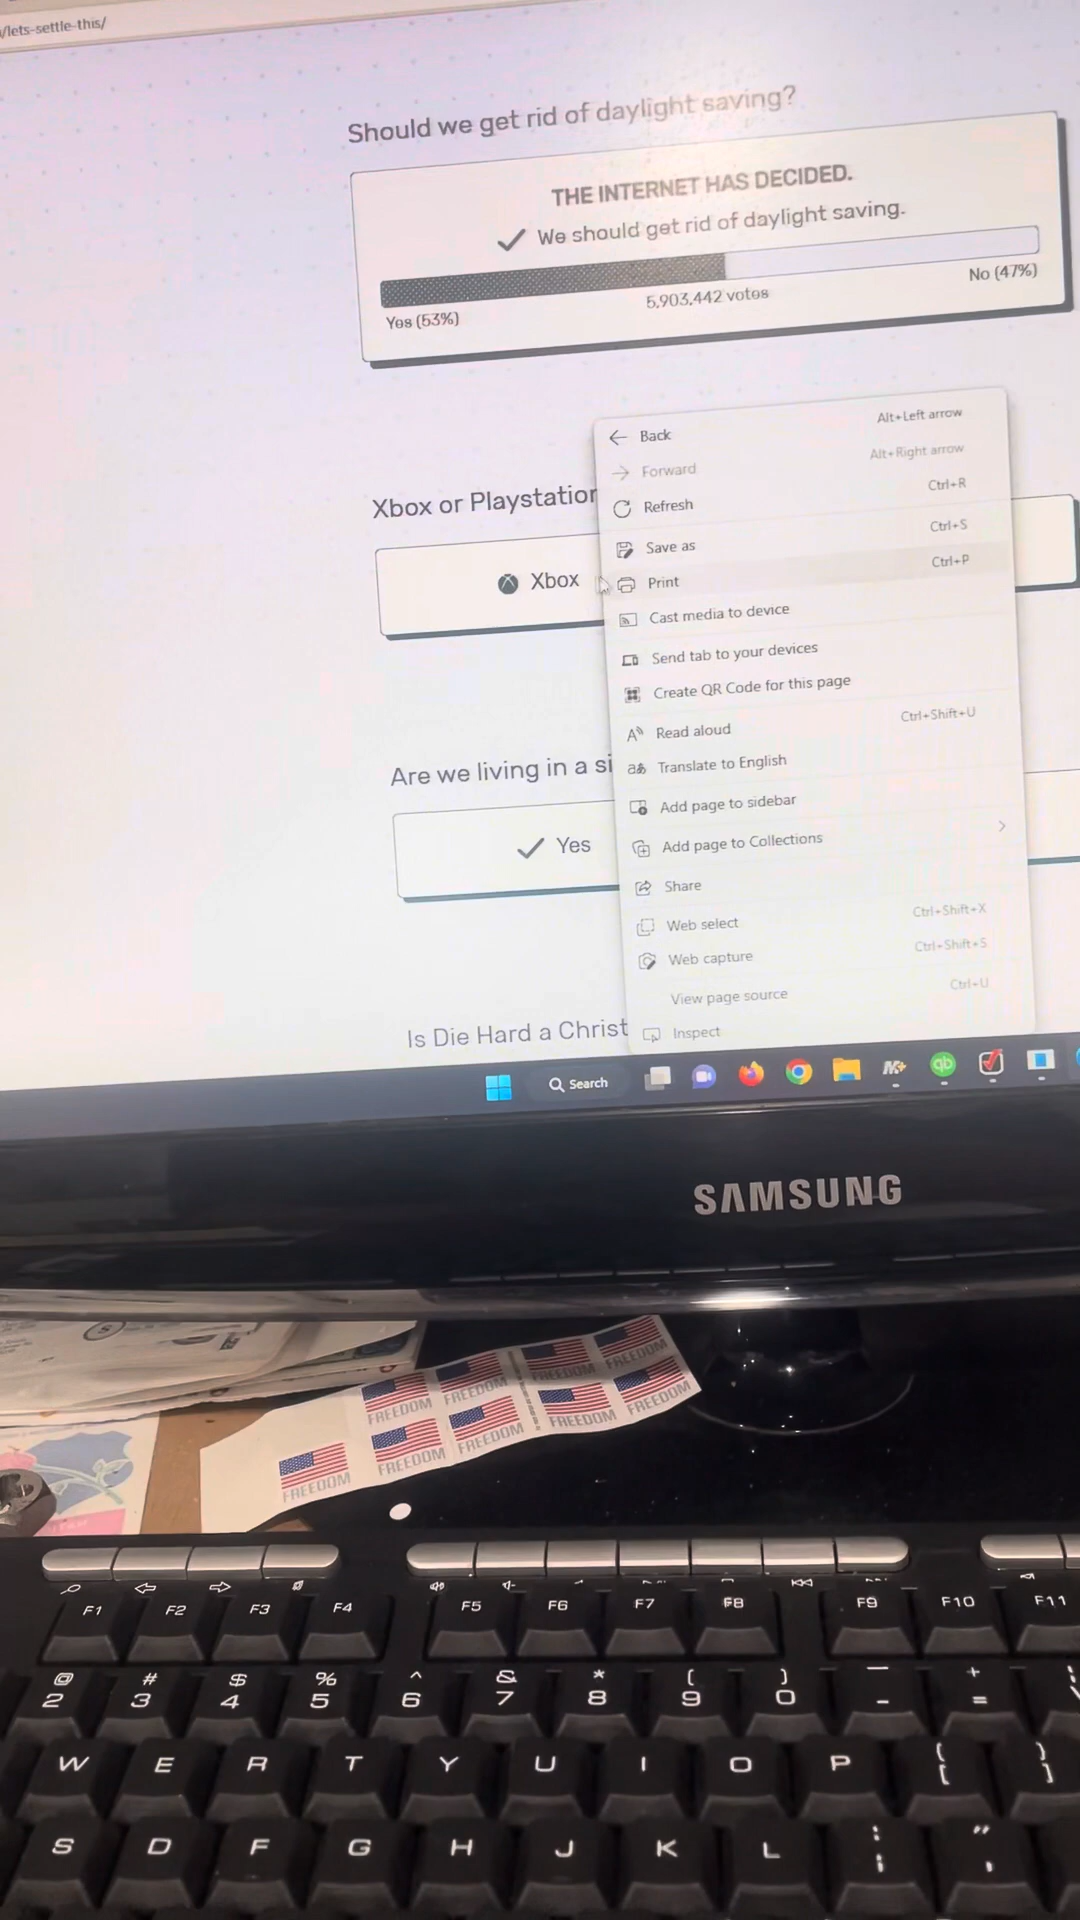 /lets-settle-this/
Should we get rid of daylight saving?
THE INTERNET HAS DECIDED.
We should get rid of daylight saving.
Yes (53%)
5,903,442 votes
No (47%)
Xbox or Playstation
Xbox
Are we living in a si
Yes
Is Die Hard a Christ
Back Alt+Left arrow
Forward Alt+Right arrow
Refresh Ctrl+R
Save as Ctrl+S
Print Ctrl+P
Cast media to device
Send tab to your devices
Create QR Code for this page
Read aloud Ctrl+Shift+U
Translate to English
Add page to sidebar
Add page to Collections
Share
Web select Ctrl+Shift+X
Web capture Ctrl+Shift+S
View page source Ctrl+U
Inspect
Search
M+
qb
SAMSUNG
FREEDOM FREEDOM FREEDOM FREEDOM
FREEDOM FREEDOM FREEDOM FREEDOM
FREEDOM
F1 F2 F3 F4 F5 F6 F7 F8 F9 F10 F11
@ # $ % ^ & * ( ) _ +
2 3 4 5 6 7 8 9 0 - =
W E R T Y U I O P { }
[ ]
S D F G H J K L : "
; '